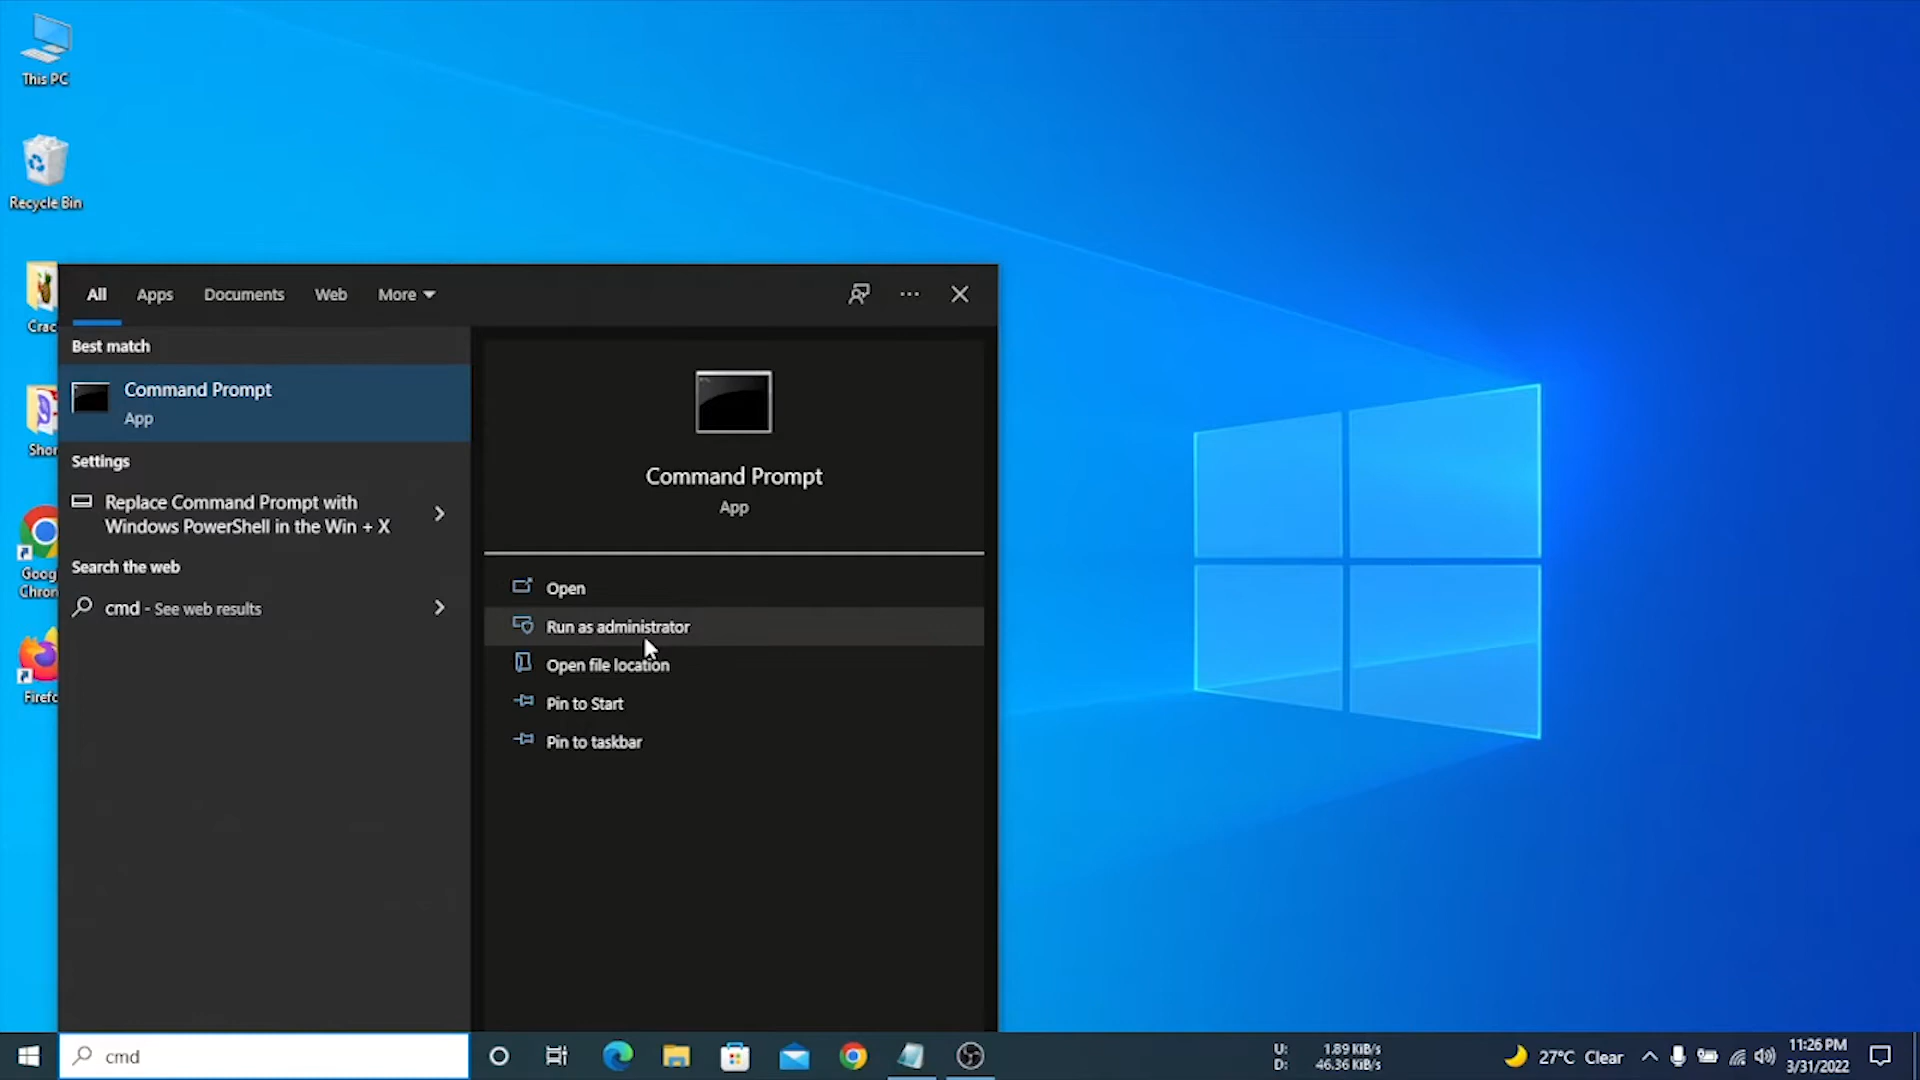 This PC
Recycle Bin
Crac
Shor
Goog
Chron
Firefo
All Apps Documents Web More
Best match
Command Prompt
App
Settings
Replace Command Prompt with
Windows PowerShell in the Win + X
Search the web
cmd - See web results
Command Prompt
App
Open
Run as administrator
Open file location
Pin to Start
Pin to taskbar
cmd
U: 1.89 KiB/s
D: 46.36 KiB/s
27°C Clear
11:26 PM
3/31/2022